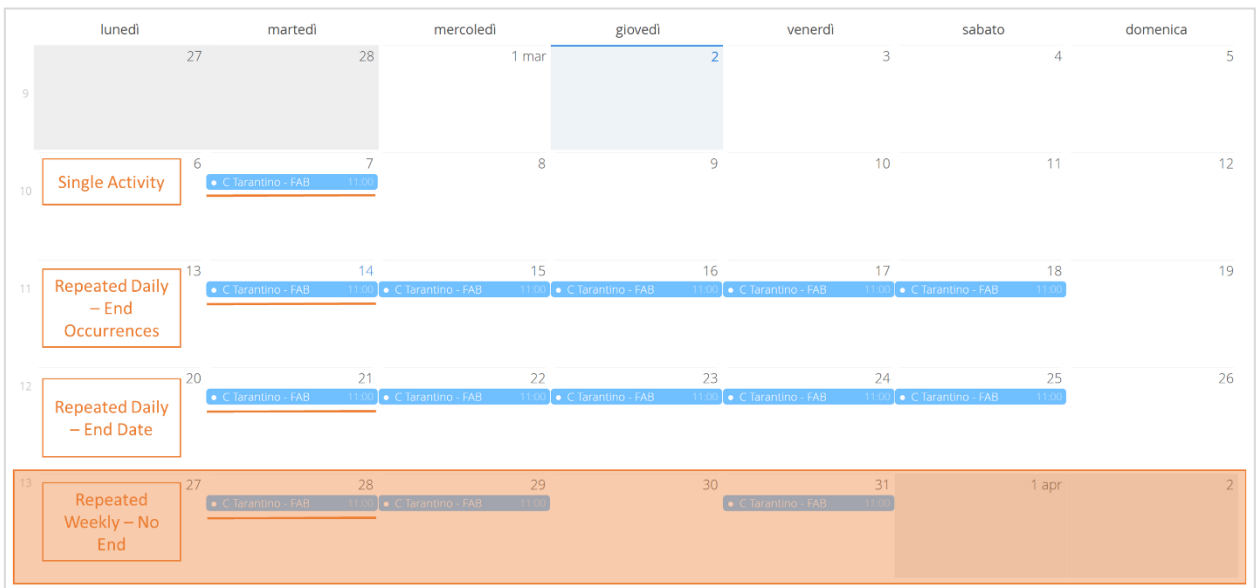 lunedì martedì mercoledì giovedì venerdì sabato domenica
27 28 1 mar 2 3 4 5
9
6 7 8 9 10 11 12
Single Activity
• C Tarantino - FAB 11:00
10
13 14 15 16 17 18 19
11
Repeated Daily
– End
Occurrences
• C Tarantino - FAB 11:00 • C Tarantino - FAB 11:00 • C Tarantino - FAB 11:00 • C Tarantino - FAB 11:00 • C Tarantino - FAB 11:00
20 21 22 23 24 25 26
12
Repeated Daily
– End Date
• C Tarantino - FAB 11:00 • C Tarantino - FAB 11:00 • C Tarantino - FAB 11:00 • C Tarantino - FAB 11:00 • C Tarantino - FAB 11:00
13 27 28 29 30 31 1 apr 2
Repeated
Weekly – No
End
• C Tarantino - FAB 11:00 • C Tarantino - FAB 11:00 • C Tarantino - FAB 11:00